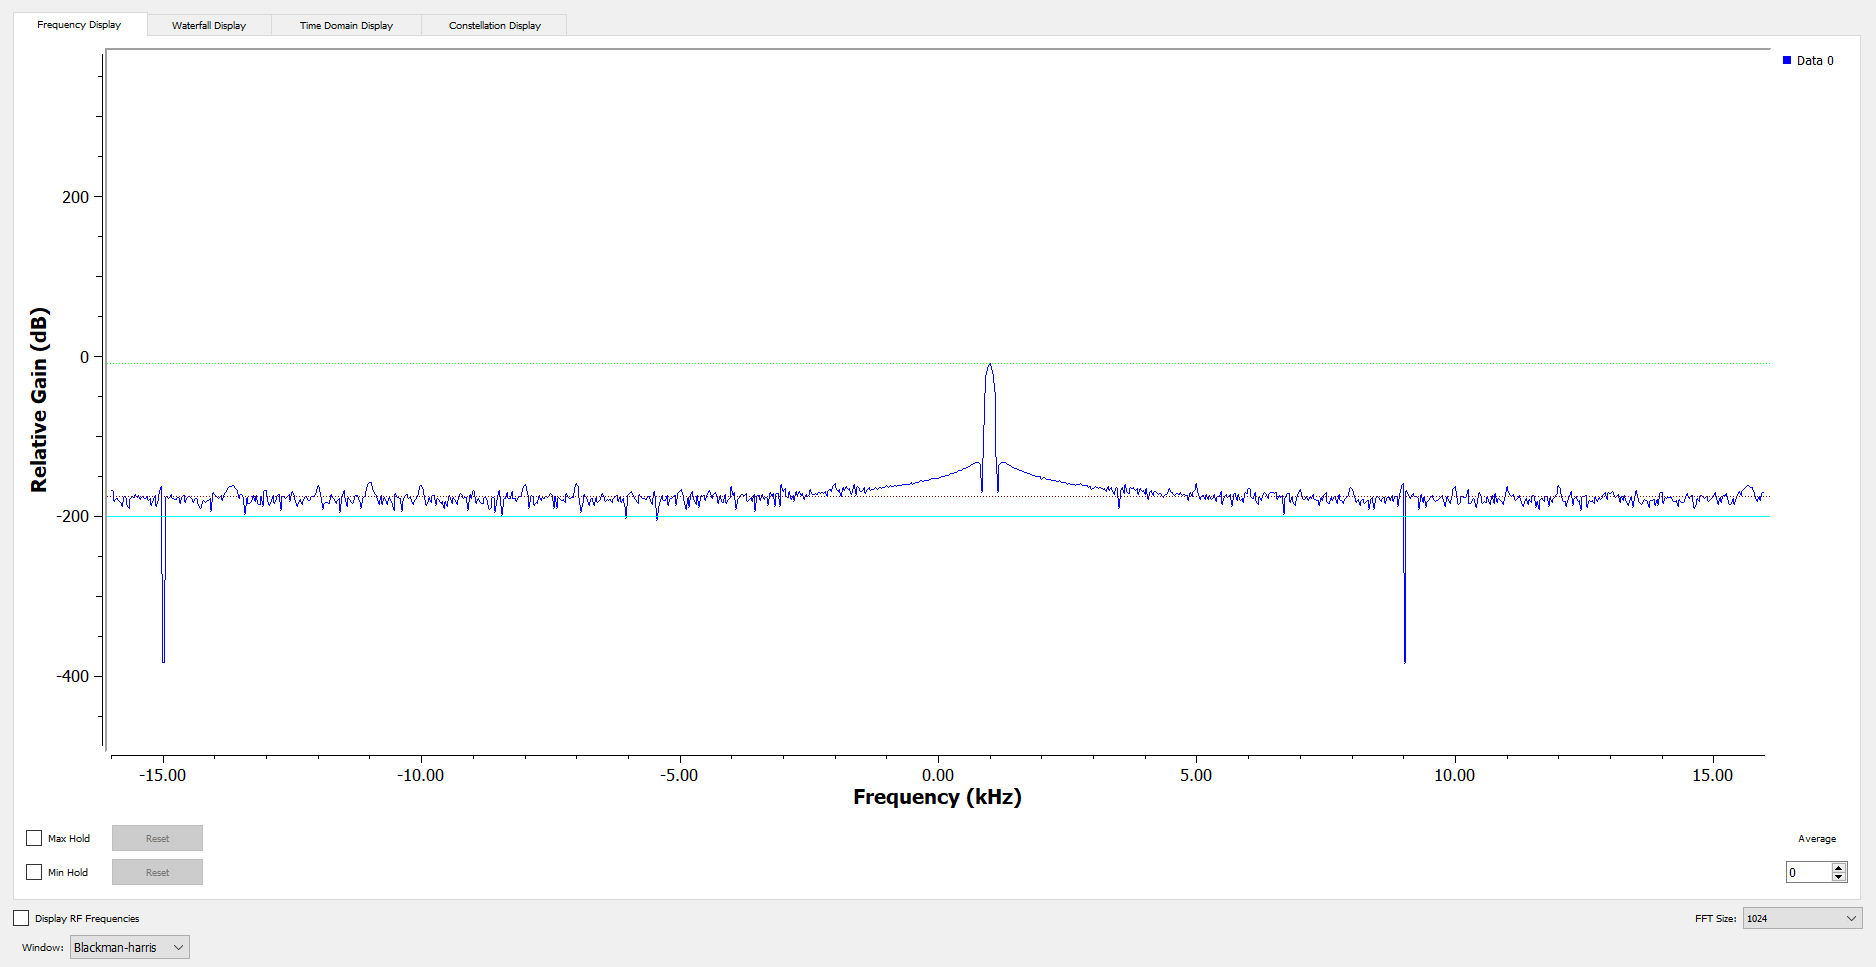 Frequency Display
Waterfall Display
Time Domain Display
Constellation Display
Data 0
200
0
-200
-400
Relative Gain (dB)
-15.00
-10.00
-5.00
0.00
5.00
10.00
15.00
Frequency (kHz)
Max Hold
Reset
Average
Min Hold
Reset
0
Display RF Frequencies
FFT Size:
1024
Window:
Blackman-harris